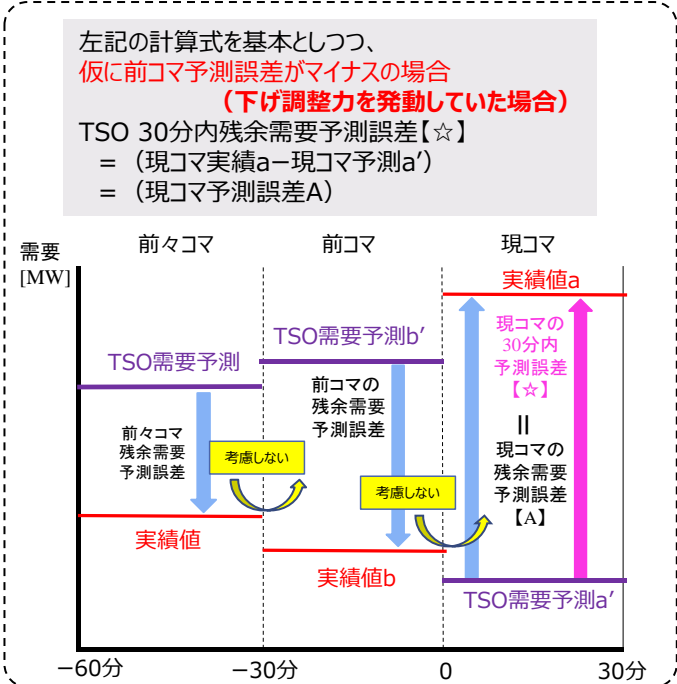 左記の計算式を基本としつつ、
仮に前コマ予測誤差がマイナスの場合
（下げ調整力を発動していた場合）
TSO 30分内残余需要予測誤差【☆】
＝（現コマ実績a－現コマ予測a′）
＝（現コマ予測誤差A）
需要
[MW]
前々コマ
前コマ
現コマ
実績値a
TSO需要予測
TSO需要予測b′
現コマの
30分内
予測誤差
【☆】
＝
現コマの
残余需要
予測誤差
【A】
前コマの
残余需要
予測誤差
前々コマ
残余需要
予測誤差
考慮しない
考慮しない
実績値
実績値b
TSO需要予測a′
－60分
－30分
0
30分